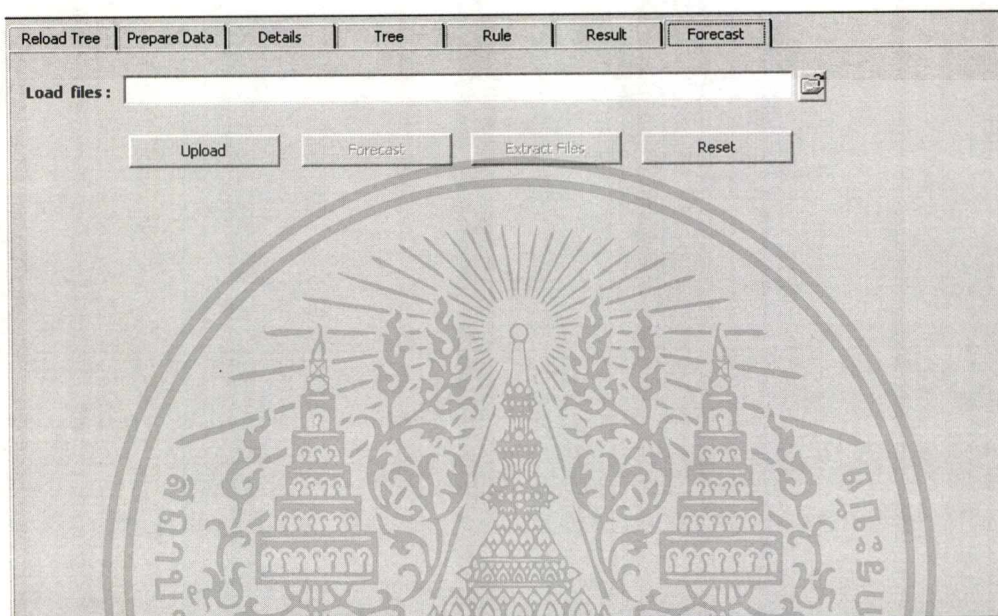 Reload Tree Prepare Data Details Tree Rule Result Forecast
Load files :
Upload Forecast Extract Files Reset